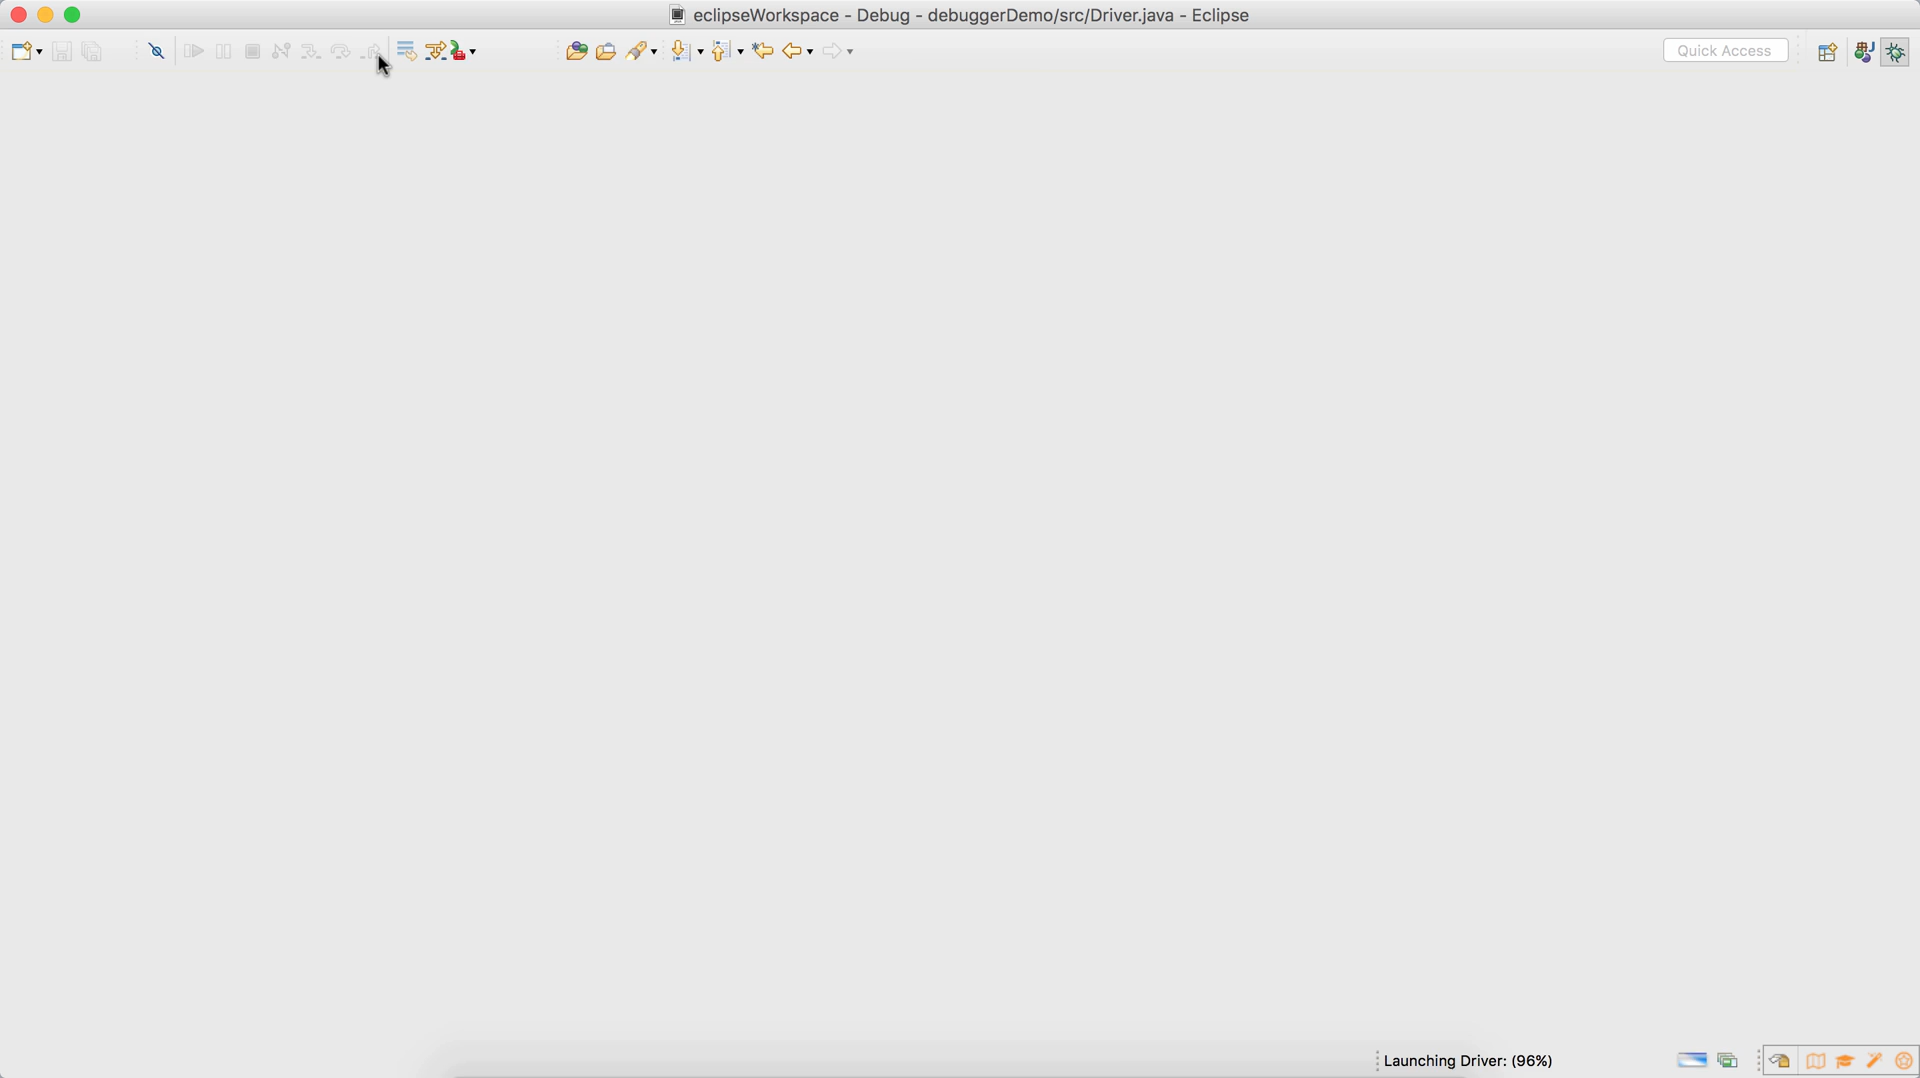 eclipseWorkspace - Debug - debuggerDemo/src/Driver.java - Eclipse
Quick Access
Launching Driver: (96%)